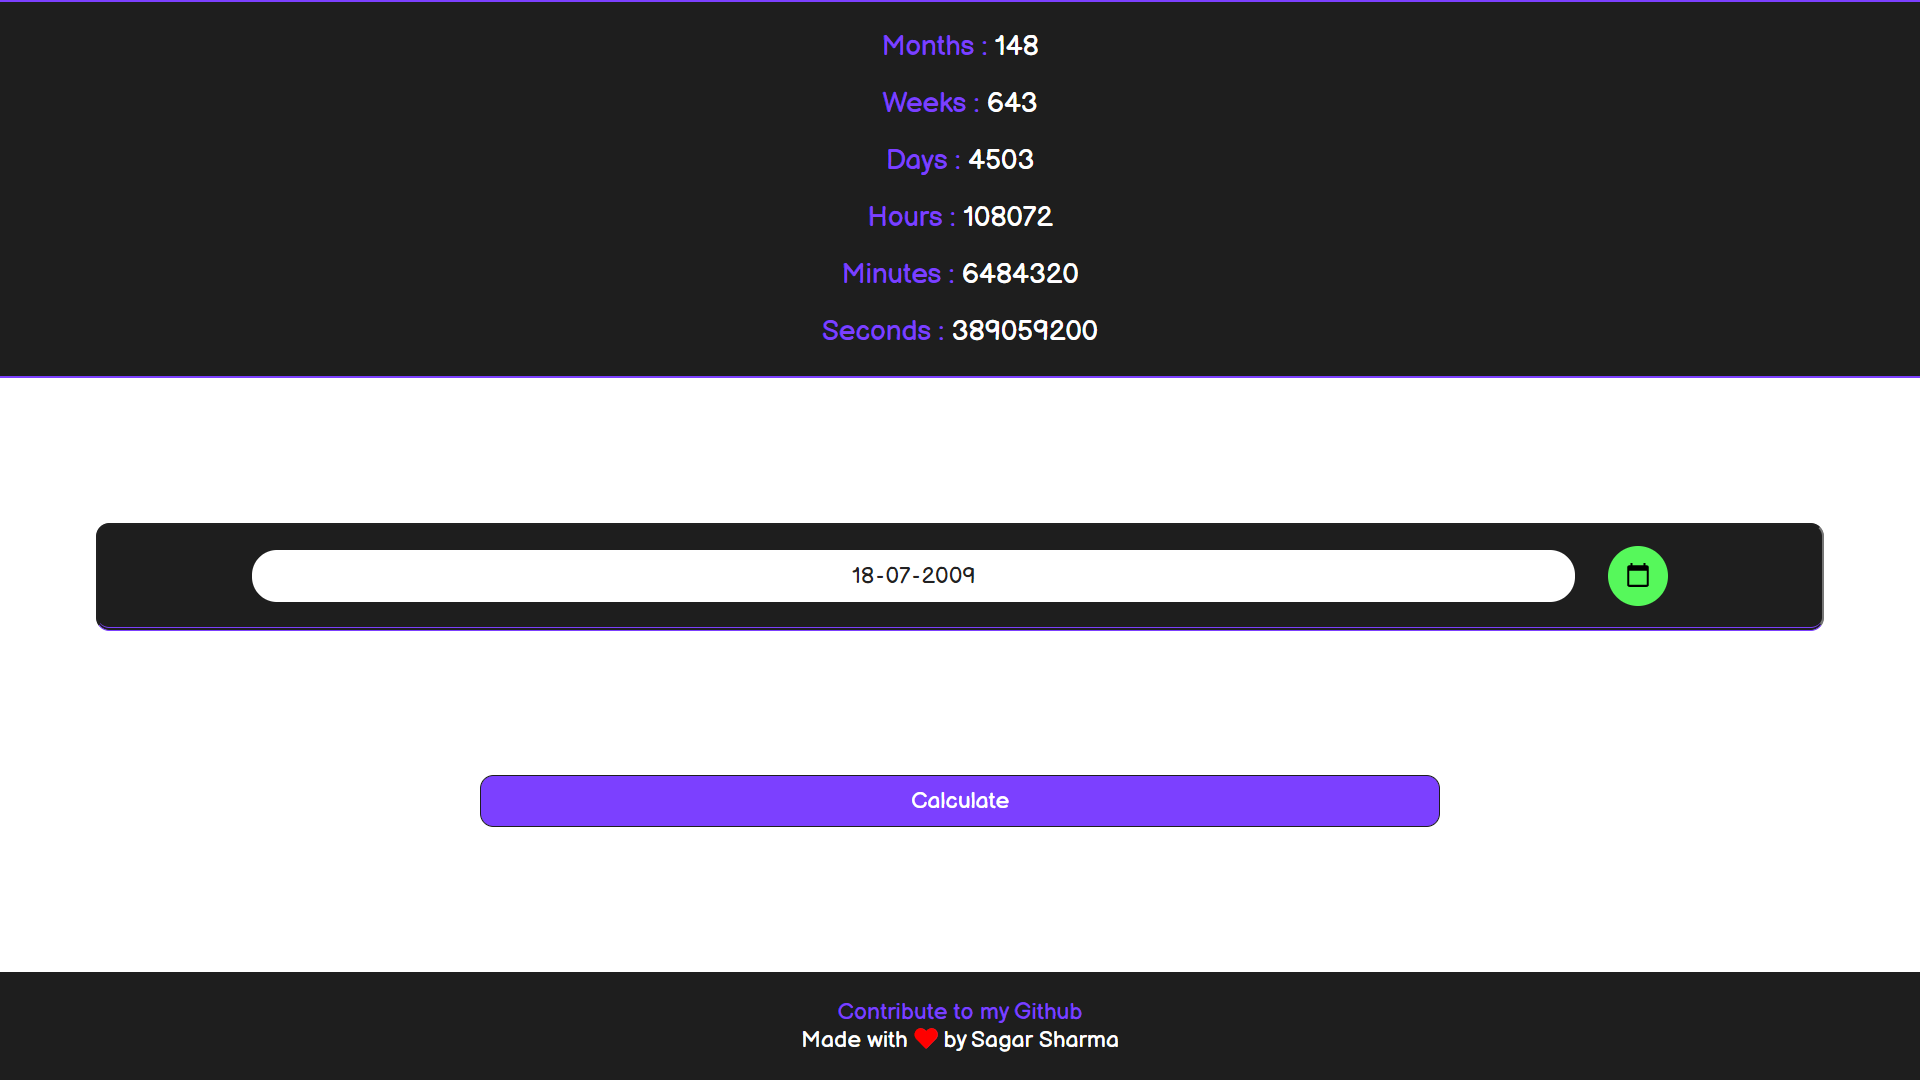 Months : 148
Weeks : 643
Days : 4503
Hours : 108072
Minutes : 6484320
Seconds : 389059200
18-07-2009
Calculate
Contribute to my Github
Made with ❤ by Sagar Sharma